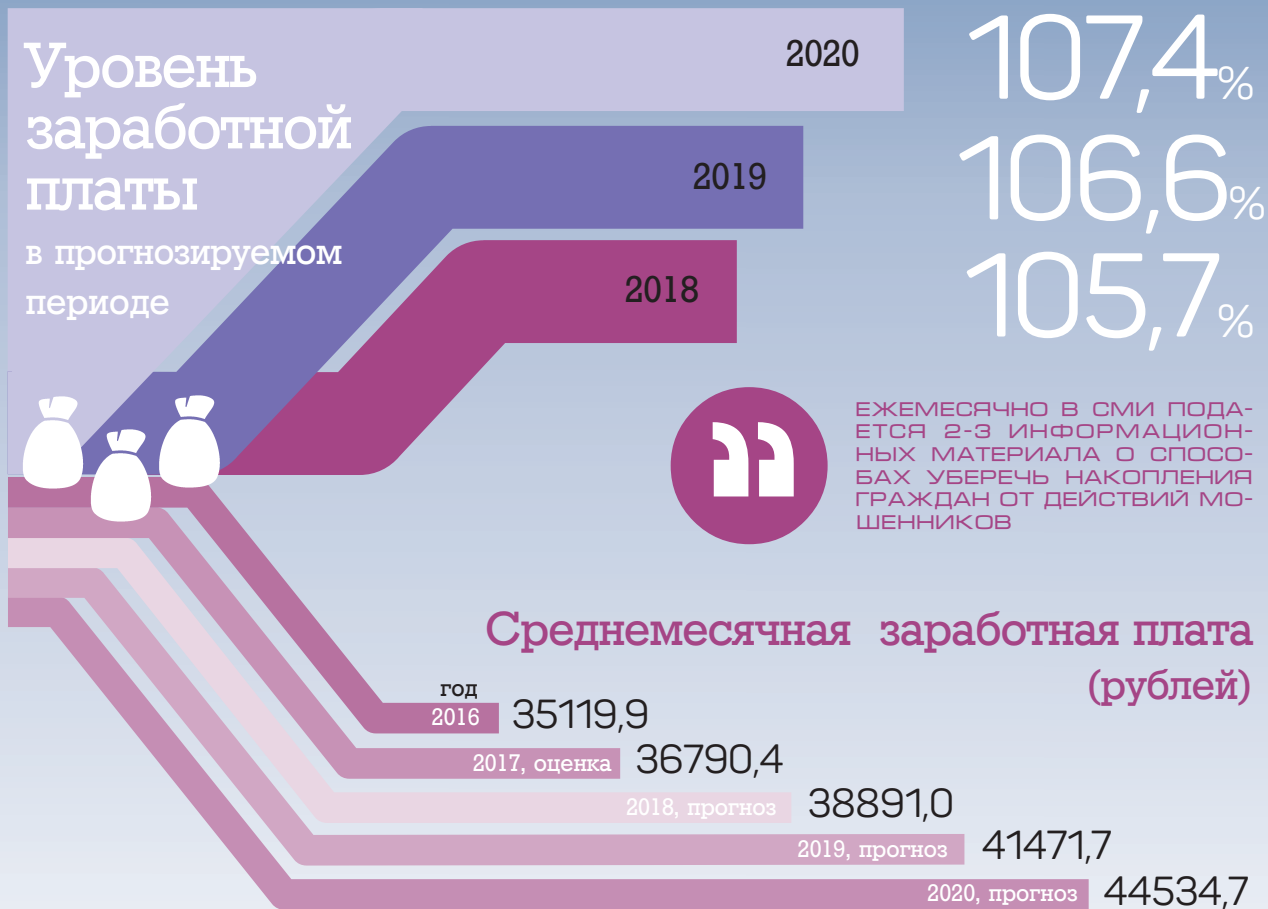 Уровень
заработной
платы
в прогнозируемом
периоде
2020
107,4%
2019
106,6%
2018
105,7%
ЕЖЕМЕСЯЧНО В СМИ ПОДА-
ЕТСЯ 2-3 ИНФОРМАЦИОН-
НЫХ МАТЕРИАЛА О СПОСО-
БАХ УБЕРЕЧЬ НАКОПЛЕНИЯ
ГРАЖДАН ОТ ДЕЙСТВИЙ МО-
ШЕННИКОВ
Среднемесячная заработная плата
(рублей)
год
2016 35119,9
2017, оценка 36790,4
2018, прогноз 38891,0
2019, прогноз 41471,7
2020, прогноз 44534,7